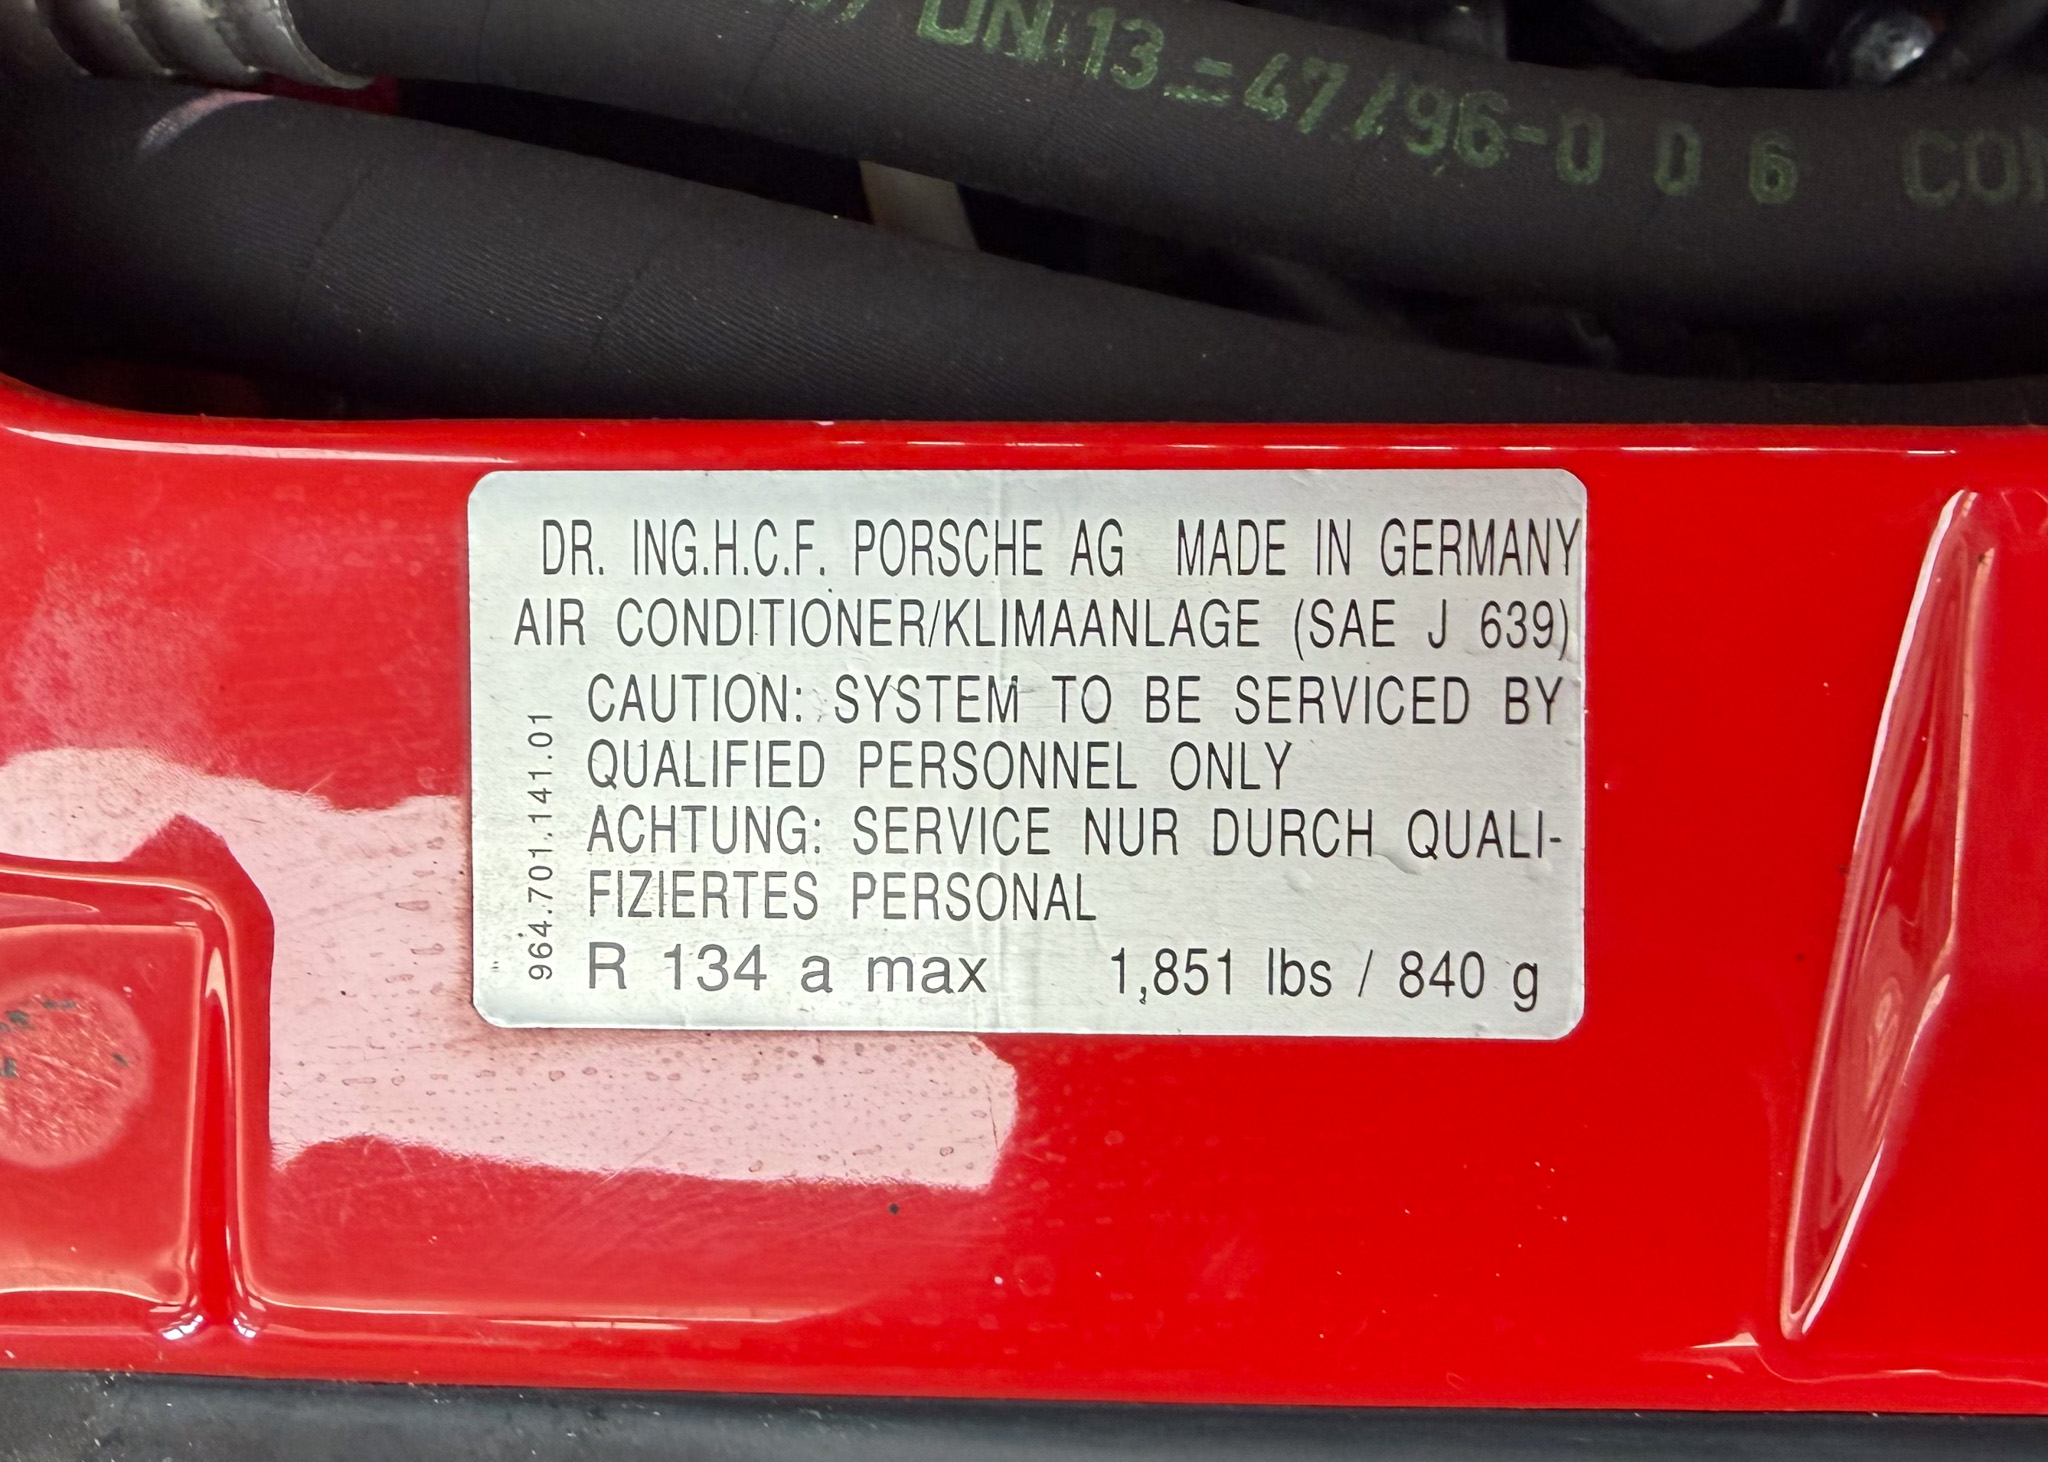 DN 13 =47/96-0 0 6
DR. ING.H.C.F. PORSCHE AG MADE IN GERMANY
AIR CONDITIONER/KLIMAANLAGE (SAE J 639)
CAUTION: SYSTEM TO BE SERVICED BY
QUALIFIED PERSONNEL ONLY
ACHTUNG: SERVICE NUR DURCH QUALI-
FIZIERTES PERSONAL
R 134 a max 1,851 lbs / 840 g
964.701.141.01